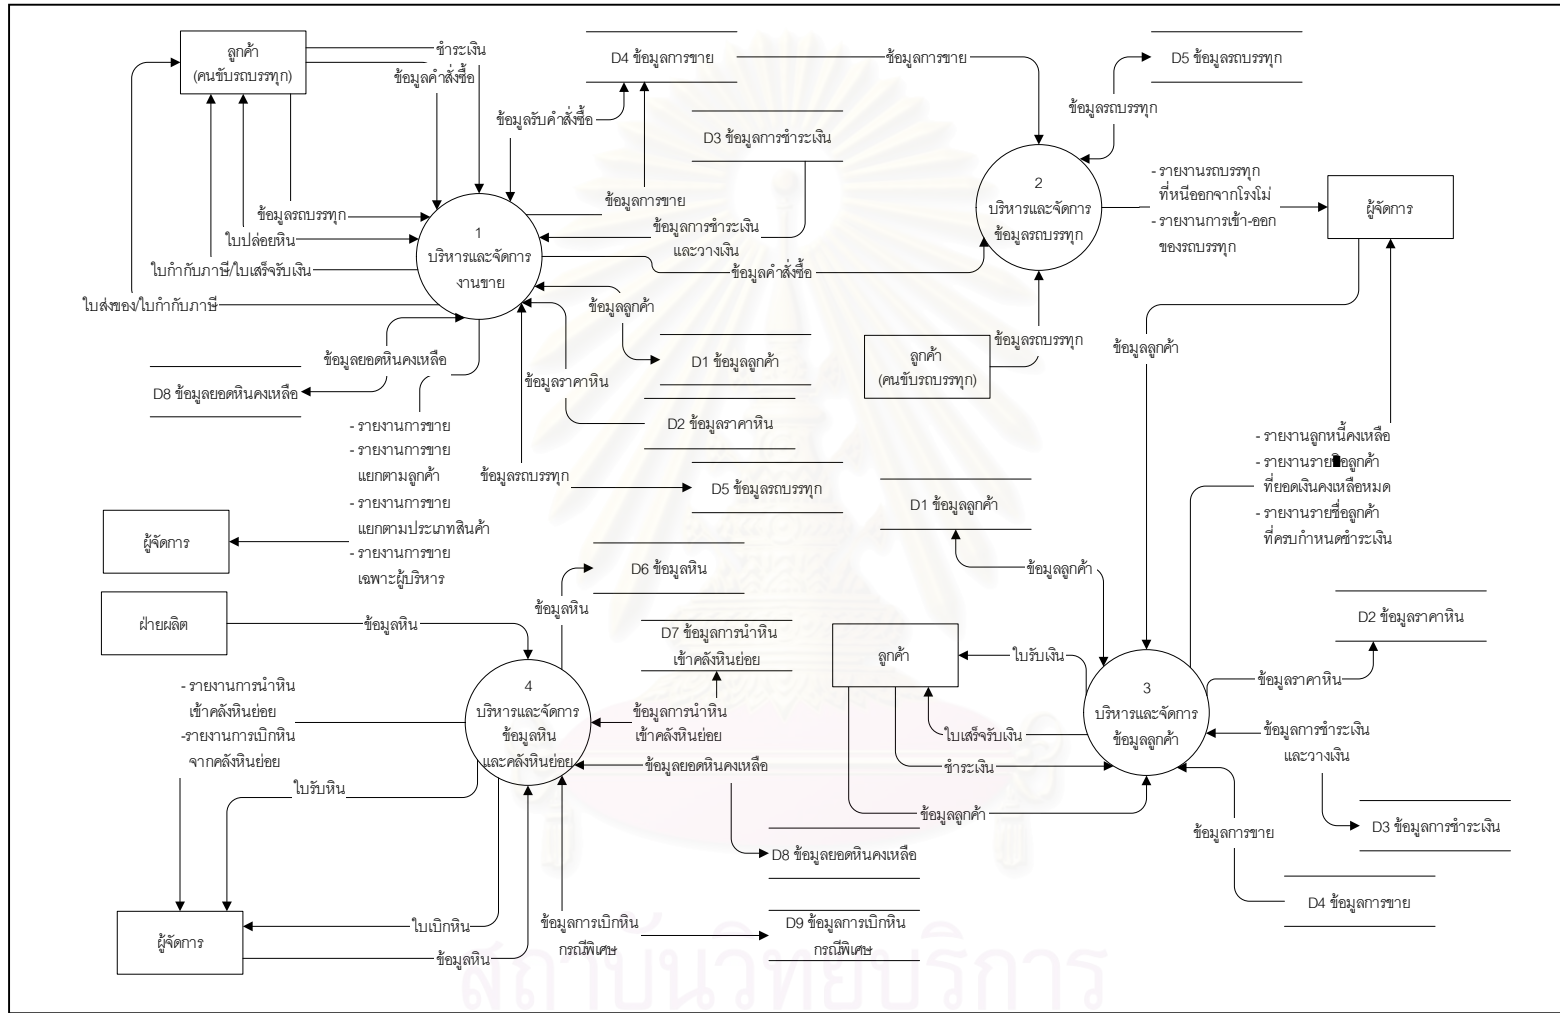 ลูกค้า
(คนขับรถบรรทุก)
ชำระเงิน
ข้อมูลคำสั่งซื้อ
D4 ข้อมูลการขาย
ข้อมูลการขาย
D5 ข้อมูลรถบรรทุก
ข้อมูลรถบรรทุก
ข้อมูลรับคำสั่งซื้อ
D3 ข้อมูลการชำระเงิน
2
บริหารและจัดการ
ข้อมูลรถบรรทุก
- รายงานรถบรรทุก
ที่หนีออกจากโรงโม่
- รายงานการเข้า-ออก
ของรถบรรทุก
ผู้จัดการ
ข้อมูลรถบรรทุก
ใบปล่อยหิน
ใบกำกับภาษี/ใบเสร็จรับเงิน
ใบส่งของ/ใบกำกับภาษี
1
บริหารและจัดการ
งานขาย
ข้อมูลการขาย
ข้อมูลการชำระเงิน
และวางเงิน
ข้อมูลคำสั่งซื้อ
ข้อมูลลูกค้า
D1 ข้อมูลลูกค้า
ลูกค้า
(คนขับรถบรรทุก)
ข้อมูลรถบรรทุก
ข้อมูลลูกค้า
ข้อมูลยอดหินคงเหลือ
D8 ข้อมูลยอดหินคงเหลือ
ข้อมูลราคาหิน
D2 ข้อมูลราคาหิน
ข้อมูลรถบรรทุก
D5 ข้อมูลรถบรรทุก
- รายงานการขาย
- รายงานการขาย
แยกตามลูกค้า
- รายงานการขาย
แยกตามประเภทสินค้า
- รายงานการขาย
เฉพาะผู้บริหาร
ผู้จัดการ
D1 ข้อมูลลูกค้า
ข้อมูลลูกค้า
- รายงานลูกหนี้คงเหลือ
- รายงานรายชื่อลูกค้า
ที่ยอดเงินคงเหลือหมด
- รายงานรายชื่อลูกค้า
ที่ครบกำหนดชำระเงิน
ฝ่ายผลิต
ข้อมูลหิน
D6 ข้อมูลหิน
ข้อมูลหิน
D7 ข้อมูลการนำหิน
เข้าคลังหินย่อย
ลูกค้า
ใบรับเงิน
D2 ข้อมูลราคาหิน
ข้อมูลราคาหิน
- รายงานการนำหิน
เข้าคลังหินย่อย
-รายงานการเบิกหิน
จากคลังหินย่อย
4
บริหารและจัดการ
ข้อมูลหิน
และคลังหินย่อย
ข้อมูลการนำหิน
เข้าคลังหินย่อย
ข้อมูลยอดหินคงเหลือ
3
บริหารและจัดการ
ข้อมูลลูกค้า
ใบเสร็จรับเงิน
ชำระเงิน
ข้อมูลลูกค้า
ข้อมูลการชำระเงิน
และวางเงิน
D3 ข้อมูลการชำระเงิน
ข้อมูลการขาย
D4 ข้อมูลการขาย
ใบรับหิน
D8 ข้อมูลยอดหินคงเหลือ
ผู้จัดการ
ใบเบิกหิน
ข้อมูลหิน
ข้อมูลการเบิกหิน
กรณีพิเศษ
D9 ข้อมูลการเบิกหิน
กรณีพิเศษ
สถาบันวิทยบริการ